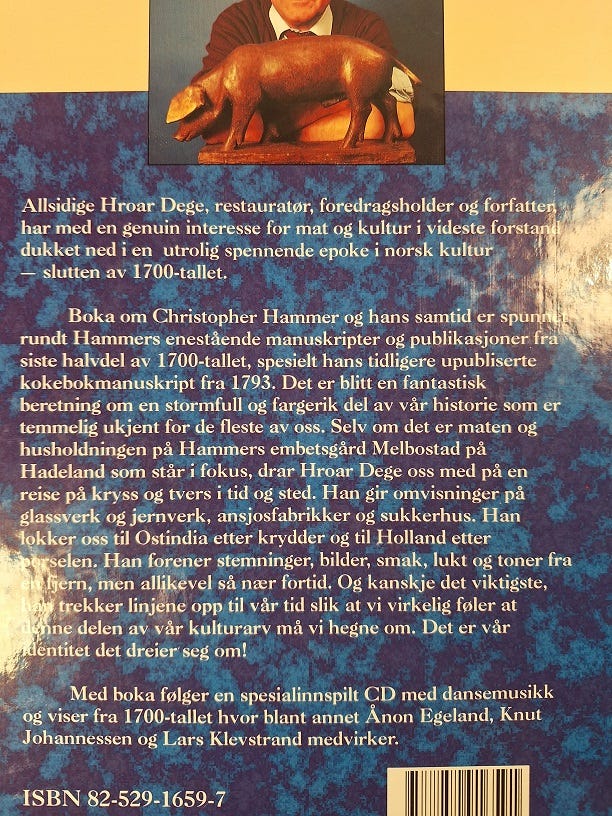 Allsidige Hroar Dege, restauratør, foredragsholder og forfatter,
har med en genuin interesse for mat og kultur i videste forstand
dukket ned i en utrolig spennende epoke i norsk kultur
— slutten av 1700-tallet.
Boka om Christopher Hammer og hans samtid er spunnet
rundt Hammers enestående manuskripter og publikasjoner fra
siste halvdel av 1700-tallet, spesielt hans tidligere upubliserte
kokebokmanuskript fra 1793. Det er blitt en fantastisk
beretning om en stormfull og fargerik del av vår historie som er
temmelig ukjent for de fleste av oss. Selv om det er maten og
husholdningen på Hammers embetsgård Melbostad på
Hadeland som står i fokus, drar Hroar Dege oss med på en
reise på kryss og tvers i tid og sted. Han gir omvisninger på
glassverk og jernverk, ansjosfabrikker og sukkerhus. Han
lokker oss til Ostindia etter krydder og til Holland etter
porselen. Han forener stemninger, bilder, smak, lukt og toner fra
en fjern, men allikevel så nær fortid. Og kanskje det viktigste,
han trekker linjene opp til vår tid slik at vi virkelig føler at
denne delen av vår kulturarv må vi hegne om. Det er vår
identitet det dreier seg om!
Med boka følger en spesialinnspilt CD med dansemusikk
og viser fra 1700-tallet hvor blant annet Ånon Egeland, Knut
Johannessen og Lars Klevstrand medvirker.
ISBN 82-529-1659-7